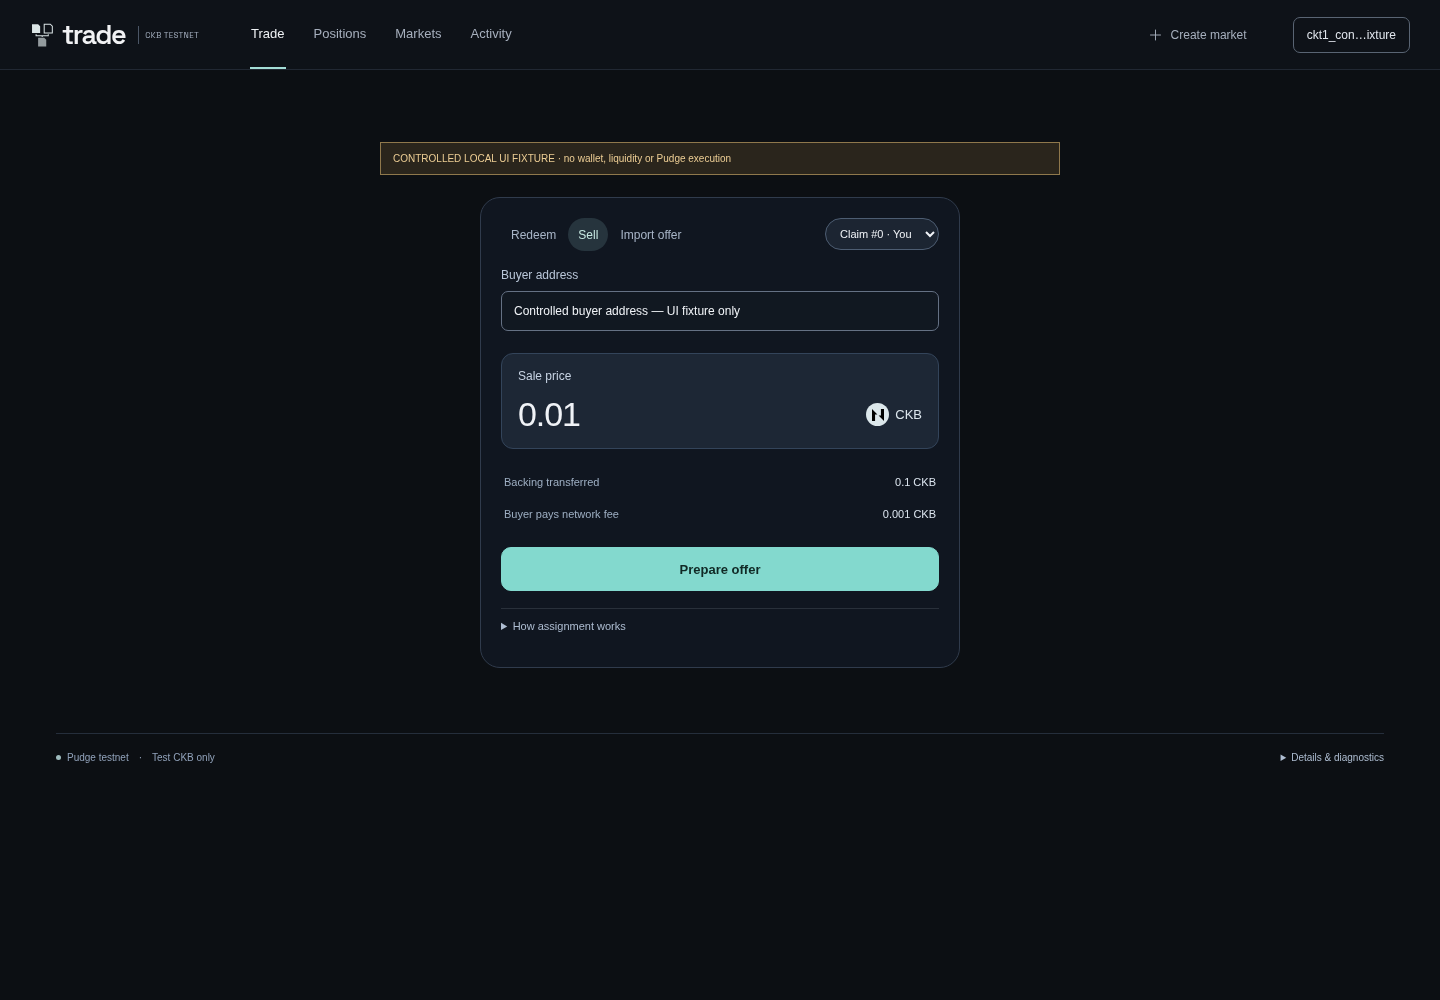 trade
CKB TESTNET
Trade
Positions
Markets
Activity
Create market
ckt1_con…ixture
CONTROLLED LOCAL UI FIXTURE · no wallet, liquidity or Pudge execution
Redeem
Sell
Import offer
Claim #0 · You
Buyer address
Controlled buyer address — UI fixture only
Sale price
0.01
CKB
Backing transferred
0.1 CKB
Buyer pays network fee
0.001 CKB
Prepare offer
How assignment works
Pudge testnet · Test CKB only
Details & diagnostics